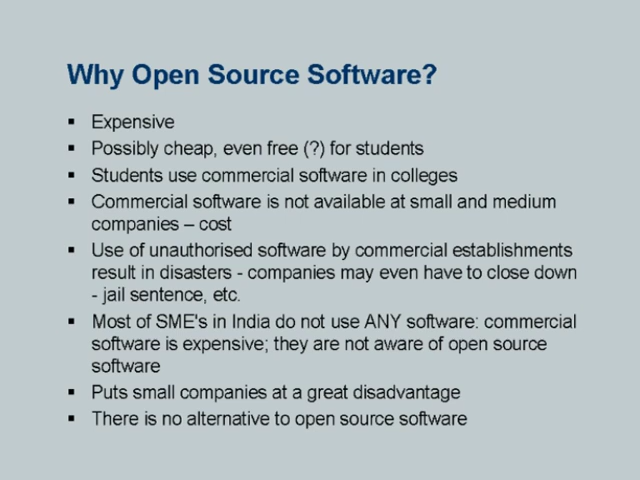 Why Open Source Software?
▪ Expensive
▪ Possibly cheap, even free (?) for students
▪ Students use commercial software in colleges
▪ Commercial software is not available at small and medium
companies – cost
▪ Use of unauthorised software by commercial establishments
result in disasters - companies may even have to close down
- jail sentence, etc.
▪ Most of SME's in India do not use ANY software: commercial
software is expensive; they are not aware of open source
software
▪ Puts small companies at a great disadvantage
▪ There is no alternative to open source software